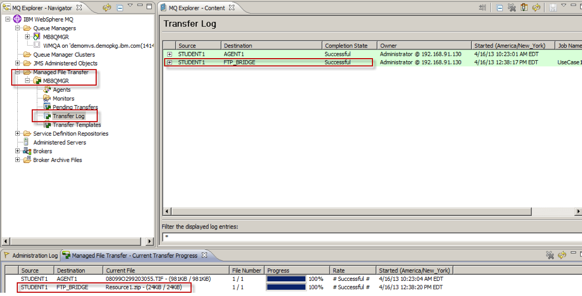 MQ Explorer - Navigator
IBM WebSphere MQ
Queue Managers
MB8QMGR
WMQA on 'demomvs.demopkg.ibm.com(1414
Queue Manager Clusters
JMS Administered Objects
Managed File Transfer
MB8QMGR
Agents
Monitors
Pending Transfers
Transfer Log
Transfer Templates
Service Definition Repositories
Administered Servers
Brokers
Broker Archive Files
MQ Explorer - Content
Transfer Log
Source Destination Completion State Owner Started (America/New_York) Job Name
STUDENT1 AGENT1 Successful Administrator @ 192.168.91.130 4/16/13 10:23:01 AM EDT
STUDENT1 FTP_BRIDGE Successful Administrator @ 192.168.91.130 4/16/13 12:38:17 PM EDT UseCase1
Filter the displayed log entries:
*
Administration Log Managed File Transfer - Current Transfer Progress
Source Destination Current File File Number Progress Rate Started (America/New_York)
STUDENT1 AGENT1 08099O299203055.TIP - (981KB / 981KB) 1 / 1 100% # Successful # 4/16/13 10:23:04 AM EDT
STUDENT1 FTP_BRIDGE Resource1.zip - (24KB / 24KB) 1 / 1 100% # Successful # 4/16/13 12:38:20 PM EDT